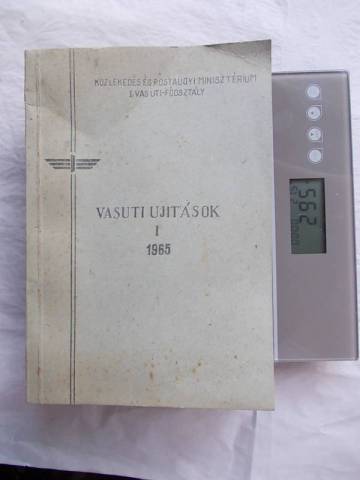 KÖZLEKEDÉS ÉS POSTAÜGYI MINISZTÉRIUM
I. VASUTI-FŐOSZTÁLY
VASUTI UJITÁSOK
I
1965
295